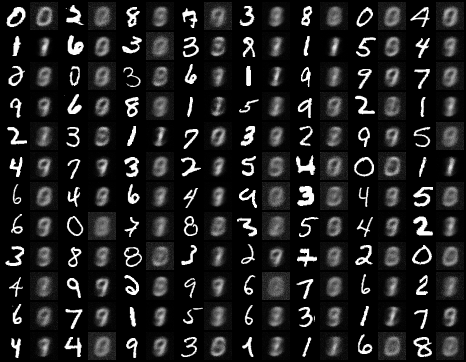 0 2 8 7 3 8 0 4
1 6 3 3 8 1 5 4
2 0 3 6 1 9 9 7
9 6 8 1 5 9 2 1
2 3 1 7 3 2 9 5
4 7 3 2 5 4 0 1
6 4 6 4 9 3 4 5
6 0 7 8 3 5 4 2
3 8 8 3 2 7 2 0
4 9 2 9 6 7 6 2
6 7 1 5 6 3 1 7
4 4 9 3 1 1 6 8